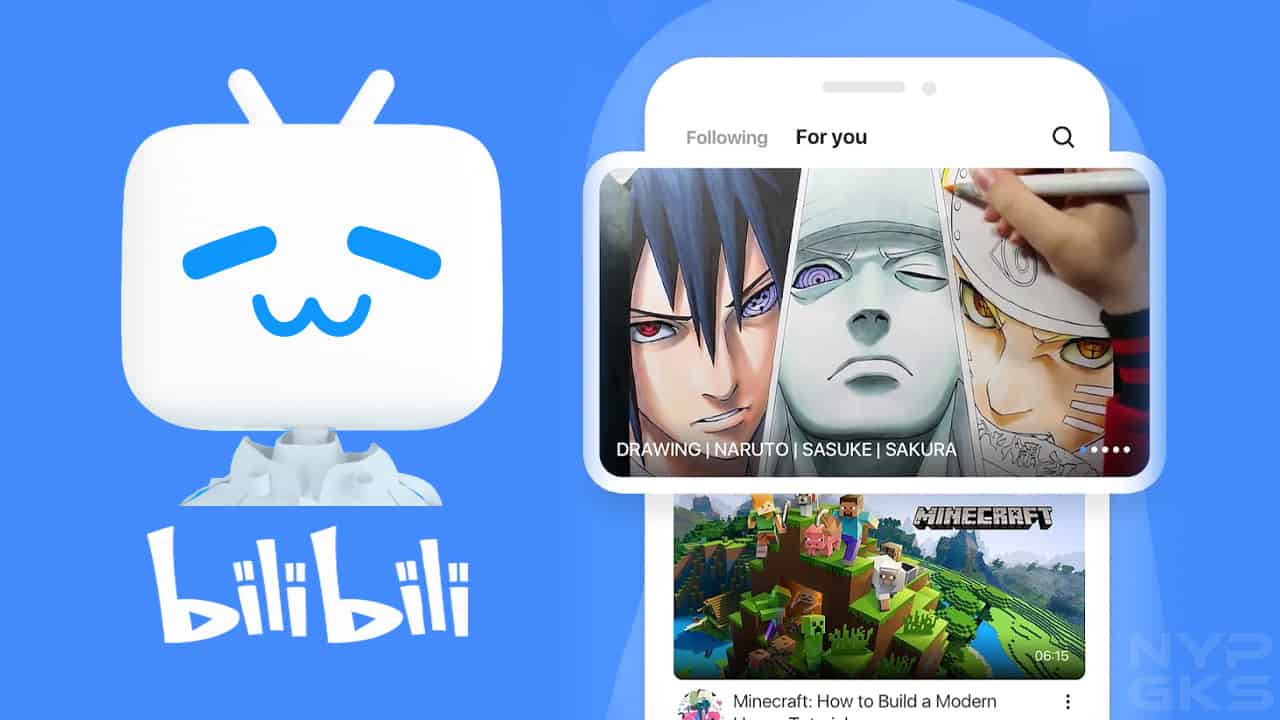 bilibili
Following For you
DRAWING | NARUTO | SASUKE | SAKURA
MINECRAFT
06:15
Minecraft: How to Build a Modern
NYP
GKS